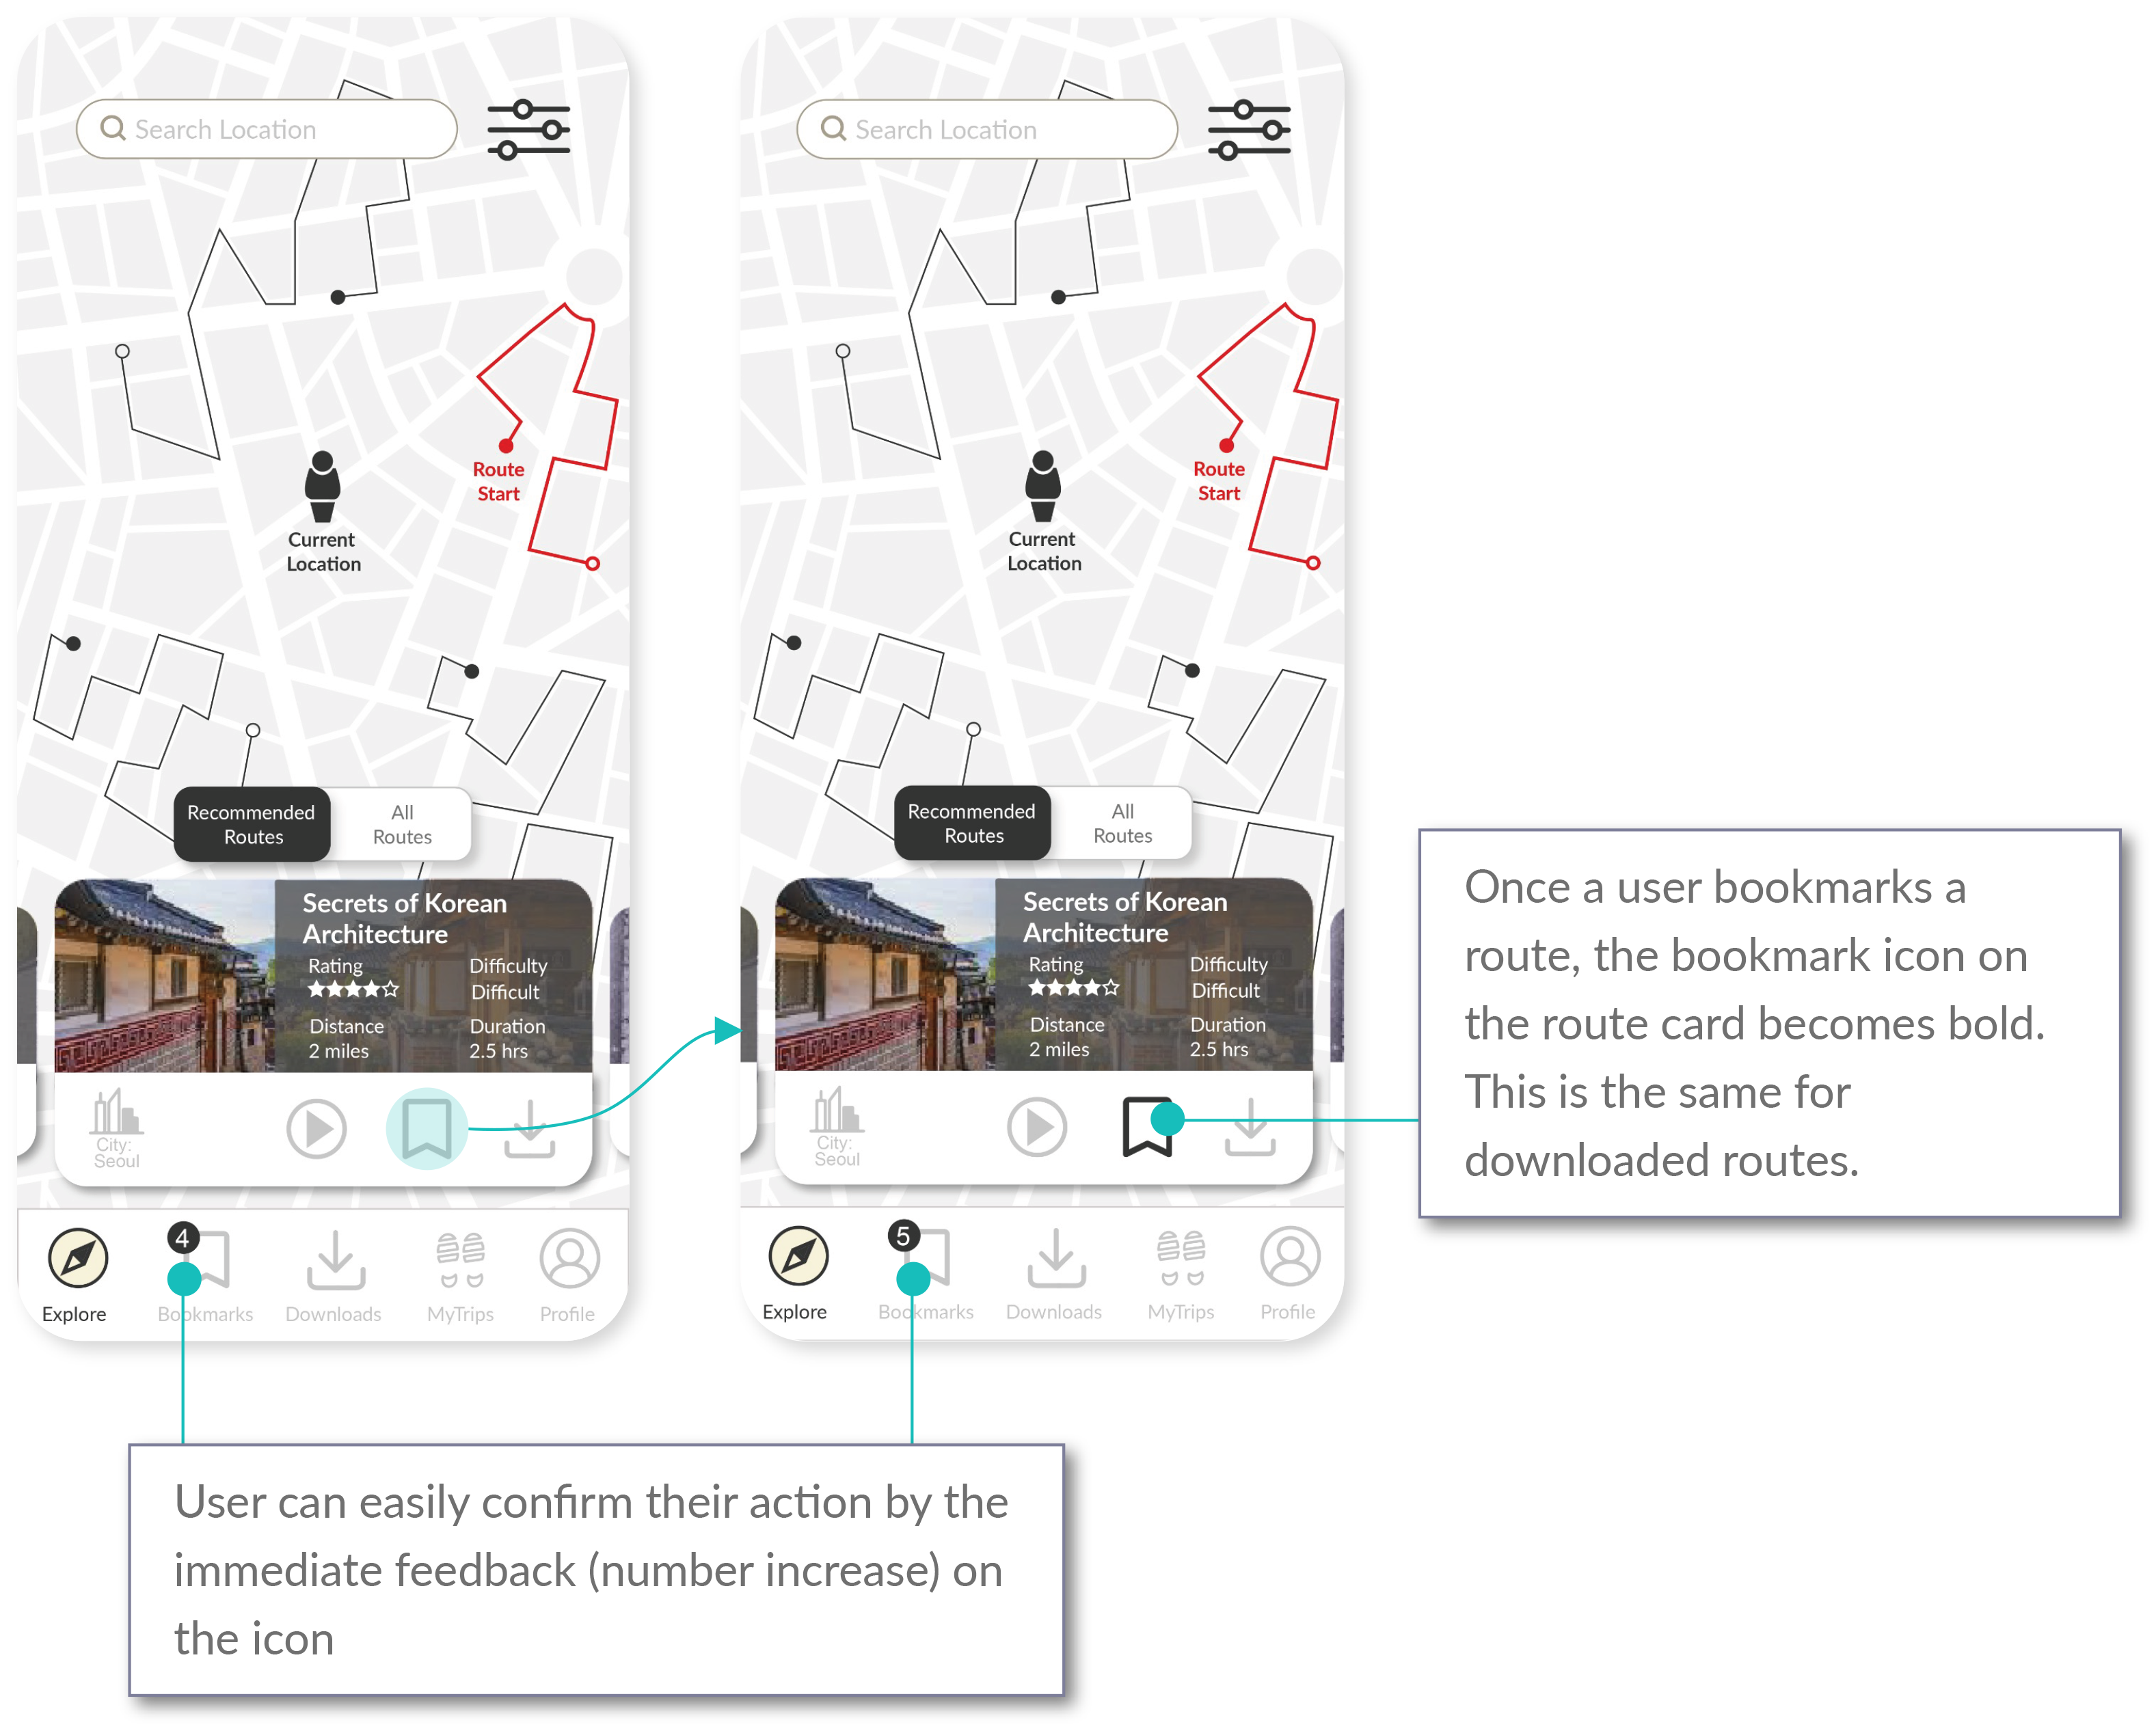 Search Location
Route
Start
Current
Location
Recommended
Routes
All
Routes
Secrets of Korean
Architecture
Rating
Difficulty
Difficult
Distance
2 miles
Duration
2.5 hrs
City:
Seoul
4
Explore
Bookmarks
Downloads
MyTrips
Profile
Search Location
Route
Start
Current
Location
Recommended
Routes
All
Routes
Secrets of Korean
Architecture
Rating
Difficulty
Difficult
Distance
2 miles
Duration
2.5 hrs
City:
Seoul
5
Explore
Bookmarks
Downloads
MyTrips
Profile
Once a user bookmarks a
route, the bookmark icon on
the route card becomes bold.
This is the same for
downloaded routes.
User can easily confirm their action by the
immediate feedback (number increase) on
the icon